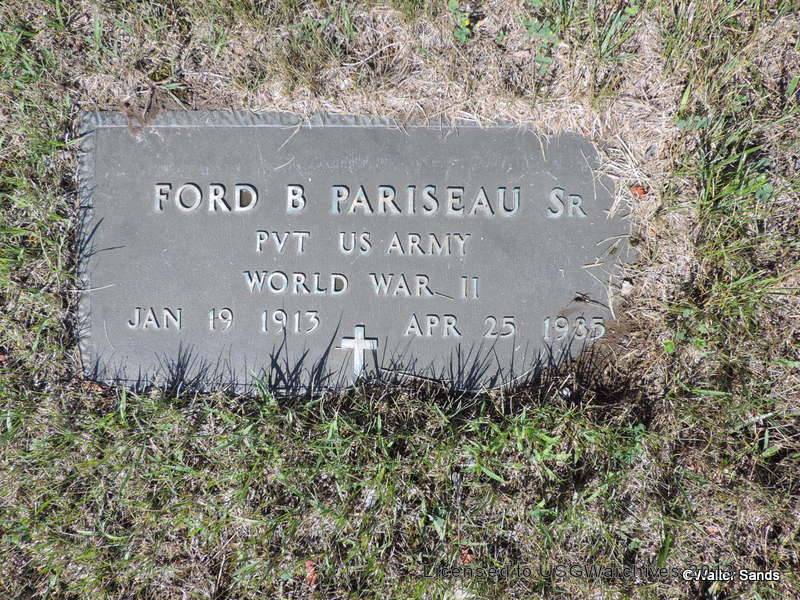 FORD B PARISEAU SR
PVT US ARMY
WORLD WAR II
JAN 19 1913 APR 25 1985
Licensed to USGWarchives
©Walter Sands